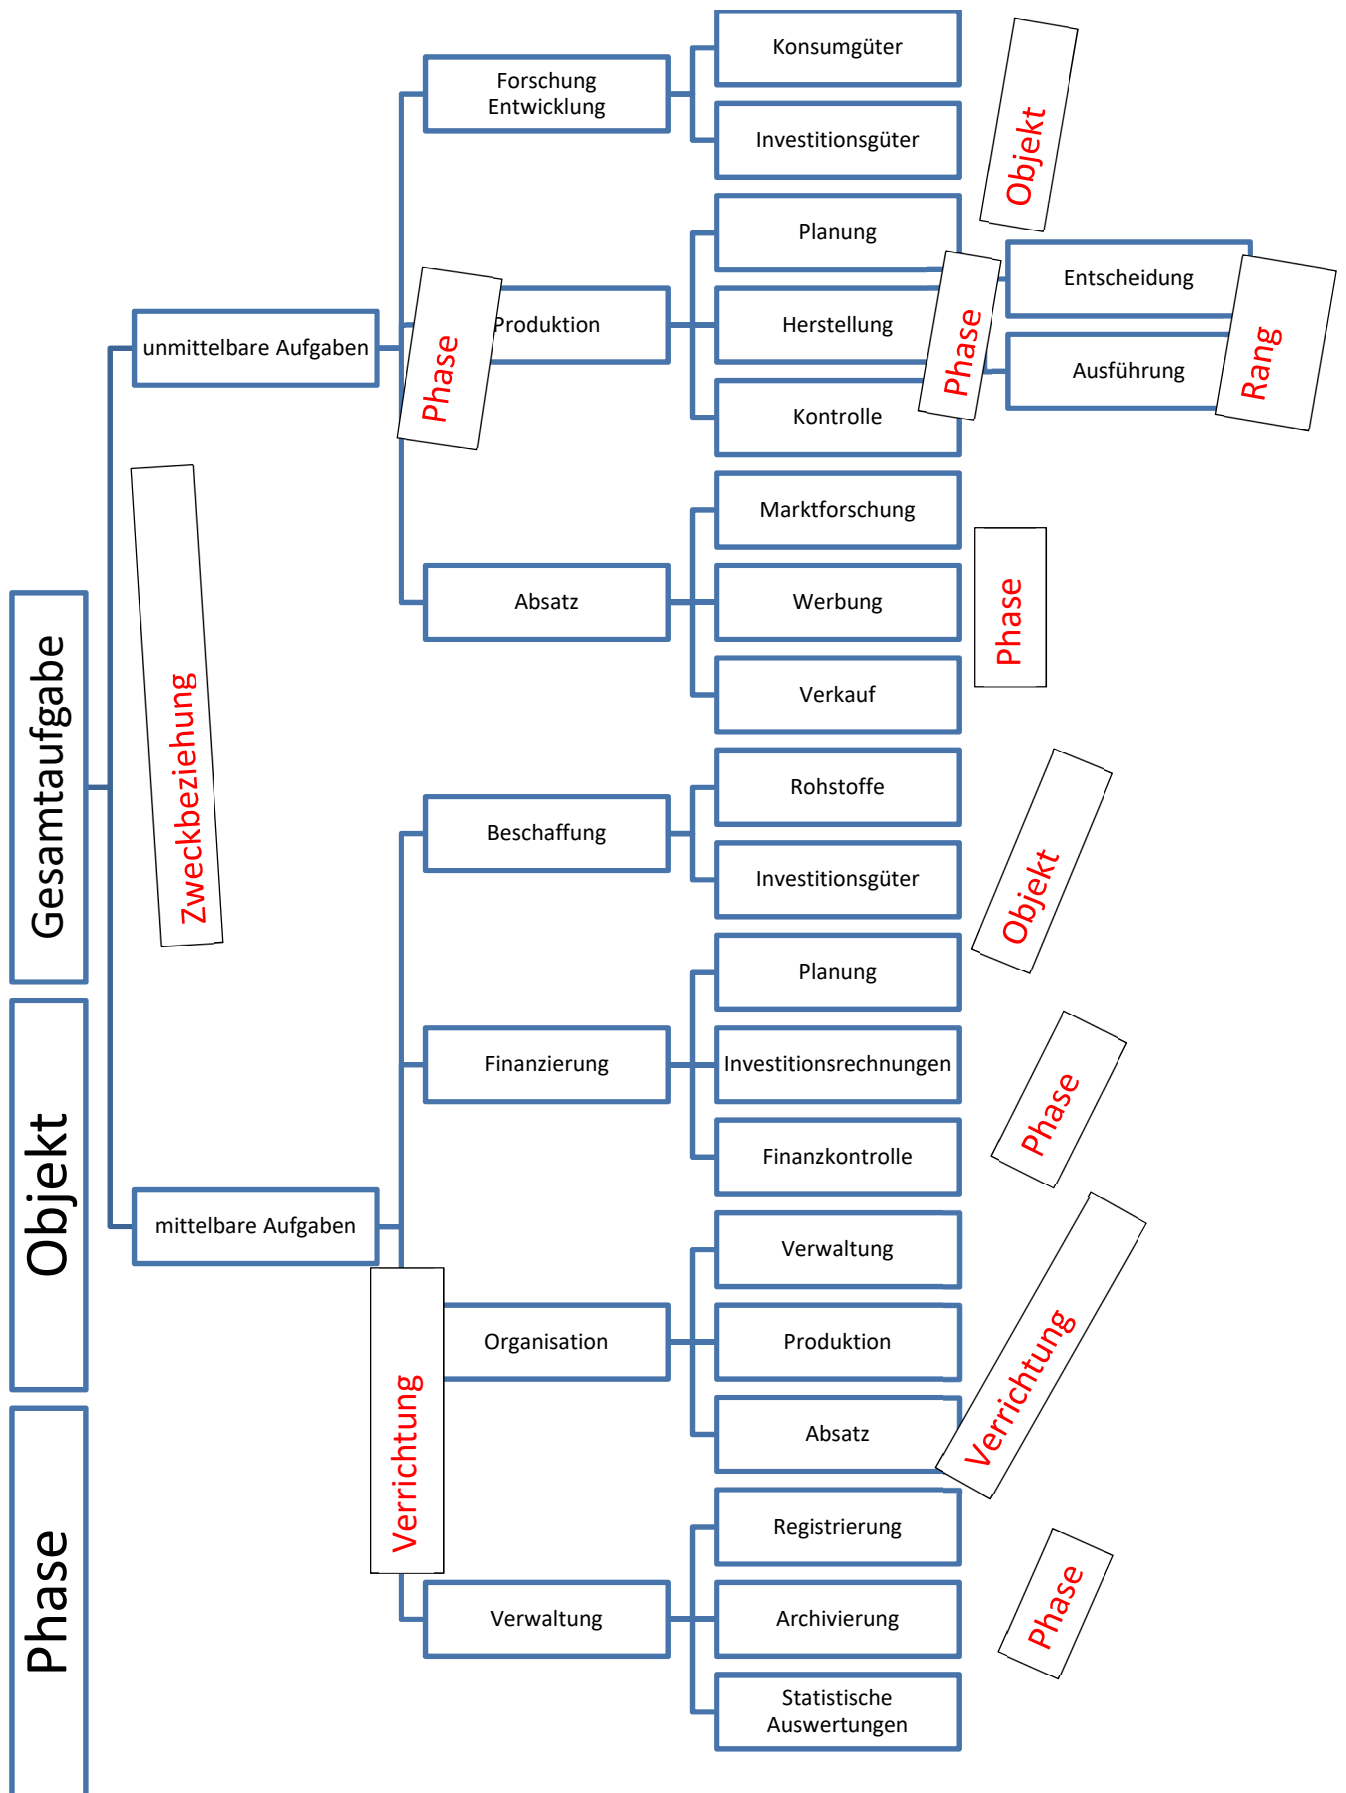 Gesamtaufgabe
Objekt
Phase
Zweckbeziehung
unmittelbare Aufgaben
mittelbare Aufgaben
Phase
Verrichtung
Forschung
Entwicklung
Produktion
Absatz
Beschaffung
Finanzierung
Organisation
Verwaltung
Konsumgüter
Investitionsgüter
Planung
Herstellung
Kontrolle
Marktforschung
Werbung
Verkauf
Rohstoffe
Investitionsgüter
Planung
Investitionsrechnungen
Finanzkontrolle
Verwaltung
Produktion
Absatz
Registrierung
Archivierung
Statistische
Auswertungen
Objekt
Phase
Entscheidung
Ausführung
Rang
Phase
Objekt
Phase
Verrichtung
Phase